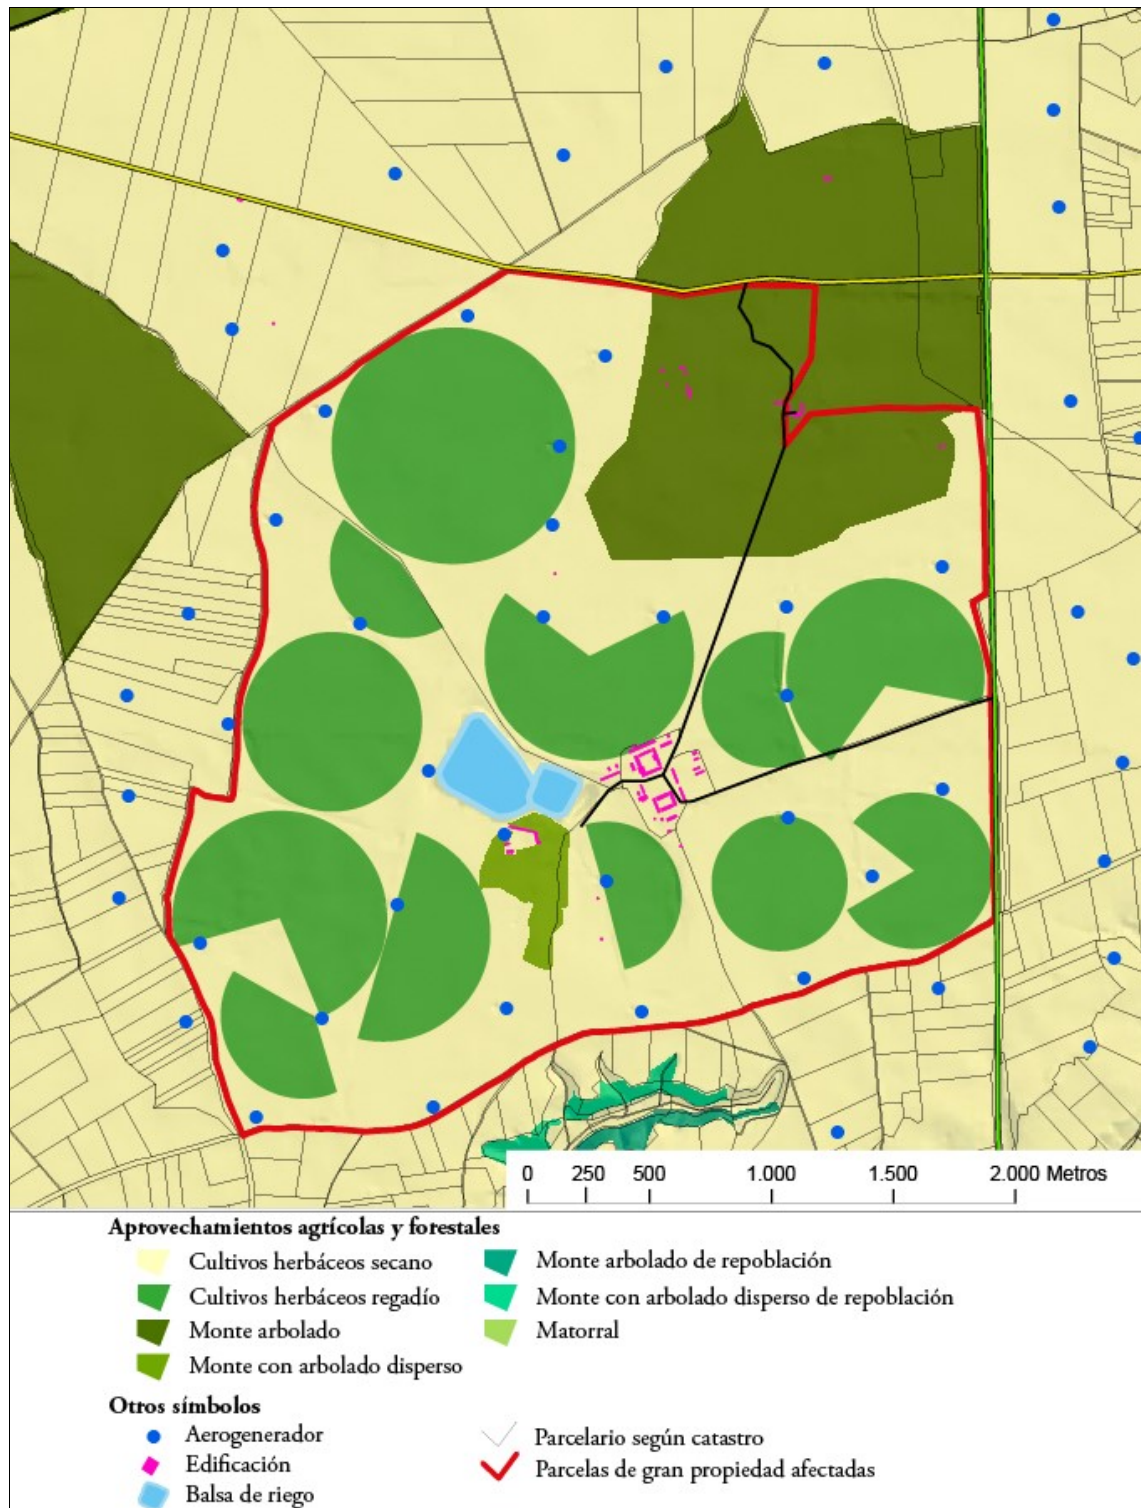 0 250 500 1.000 1.500 2.000 Metros
Aprovechamientos agrícolas y forestales
Cultivos herbáceos secano
Cultivos herbáceos regadío
Monte arbolado
Monte con arbolado disperso
Monte arbolado de repoblación
Monte con arbolado disperso de repoblación
Matorral
Otros símbolos
Aerogenerador
Edificación
Balsa de riego
Parcelario según catastro
Parcelas de gran propiedad afectadas